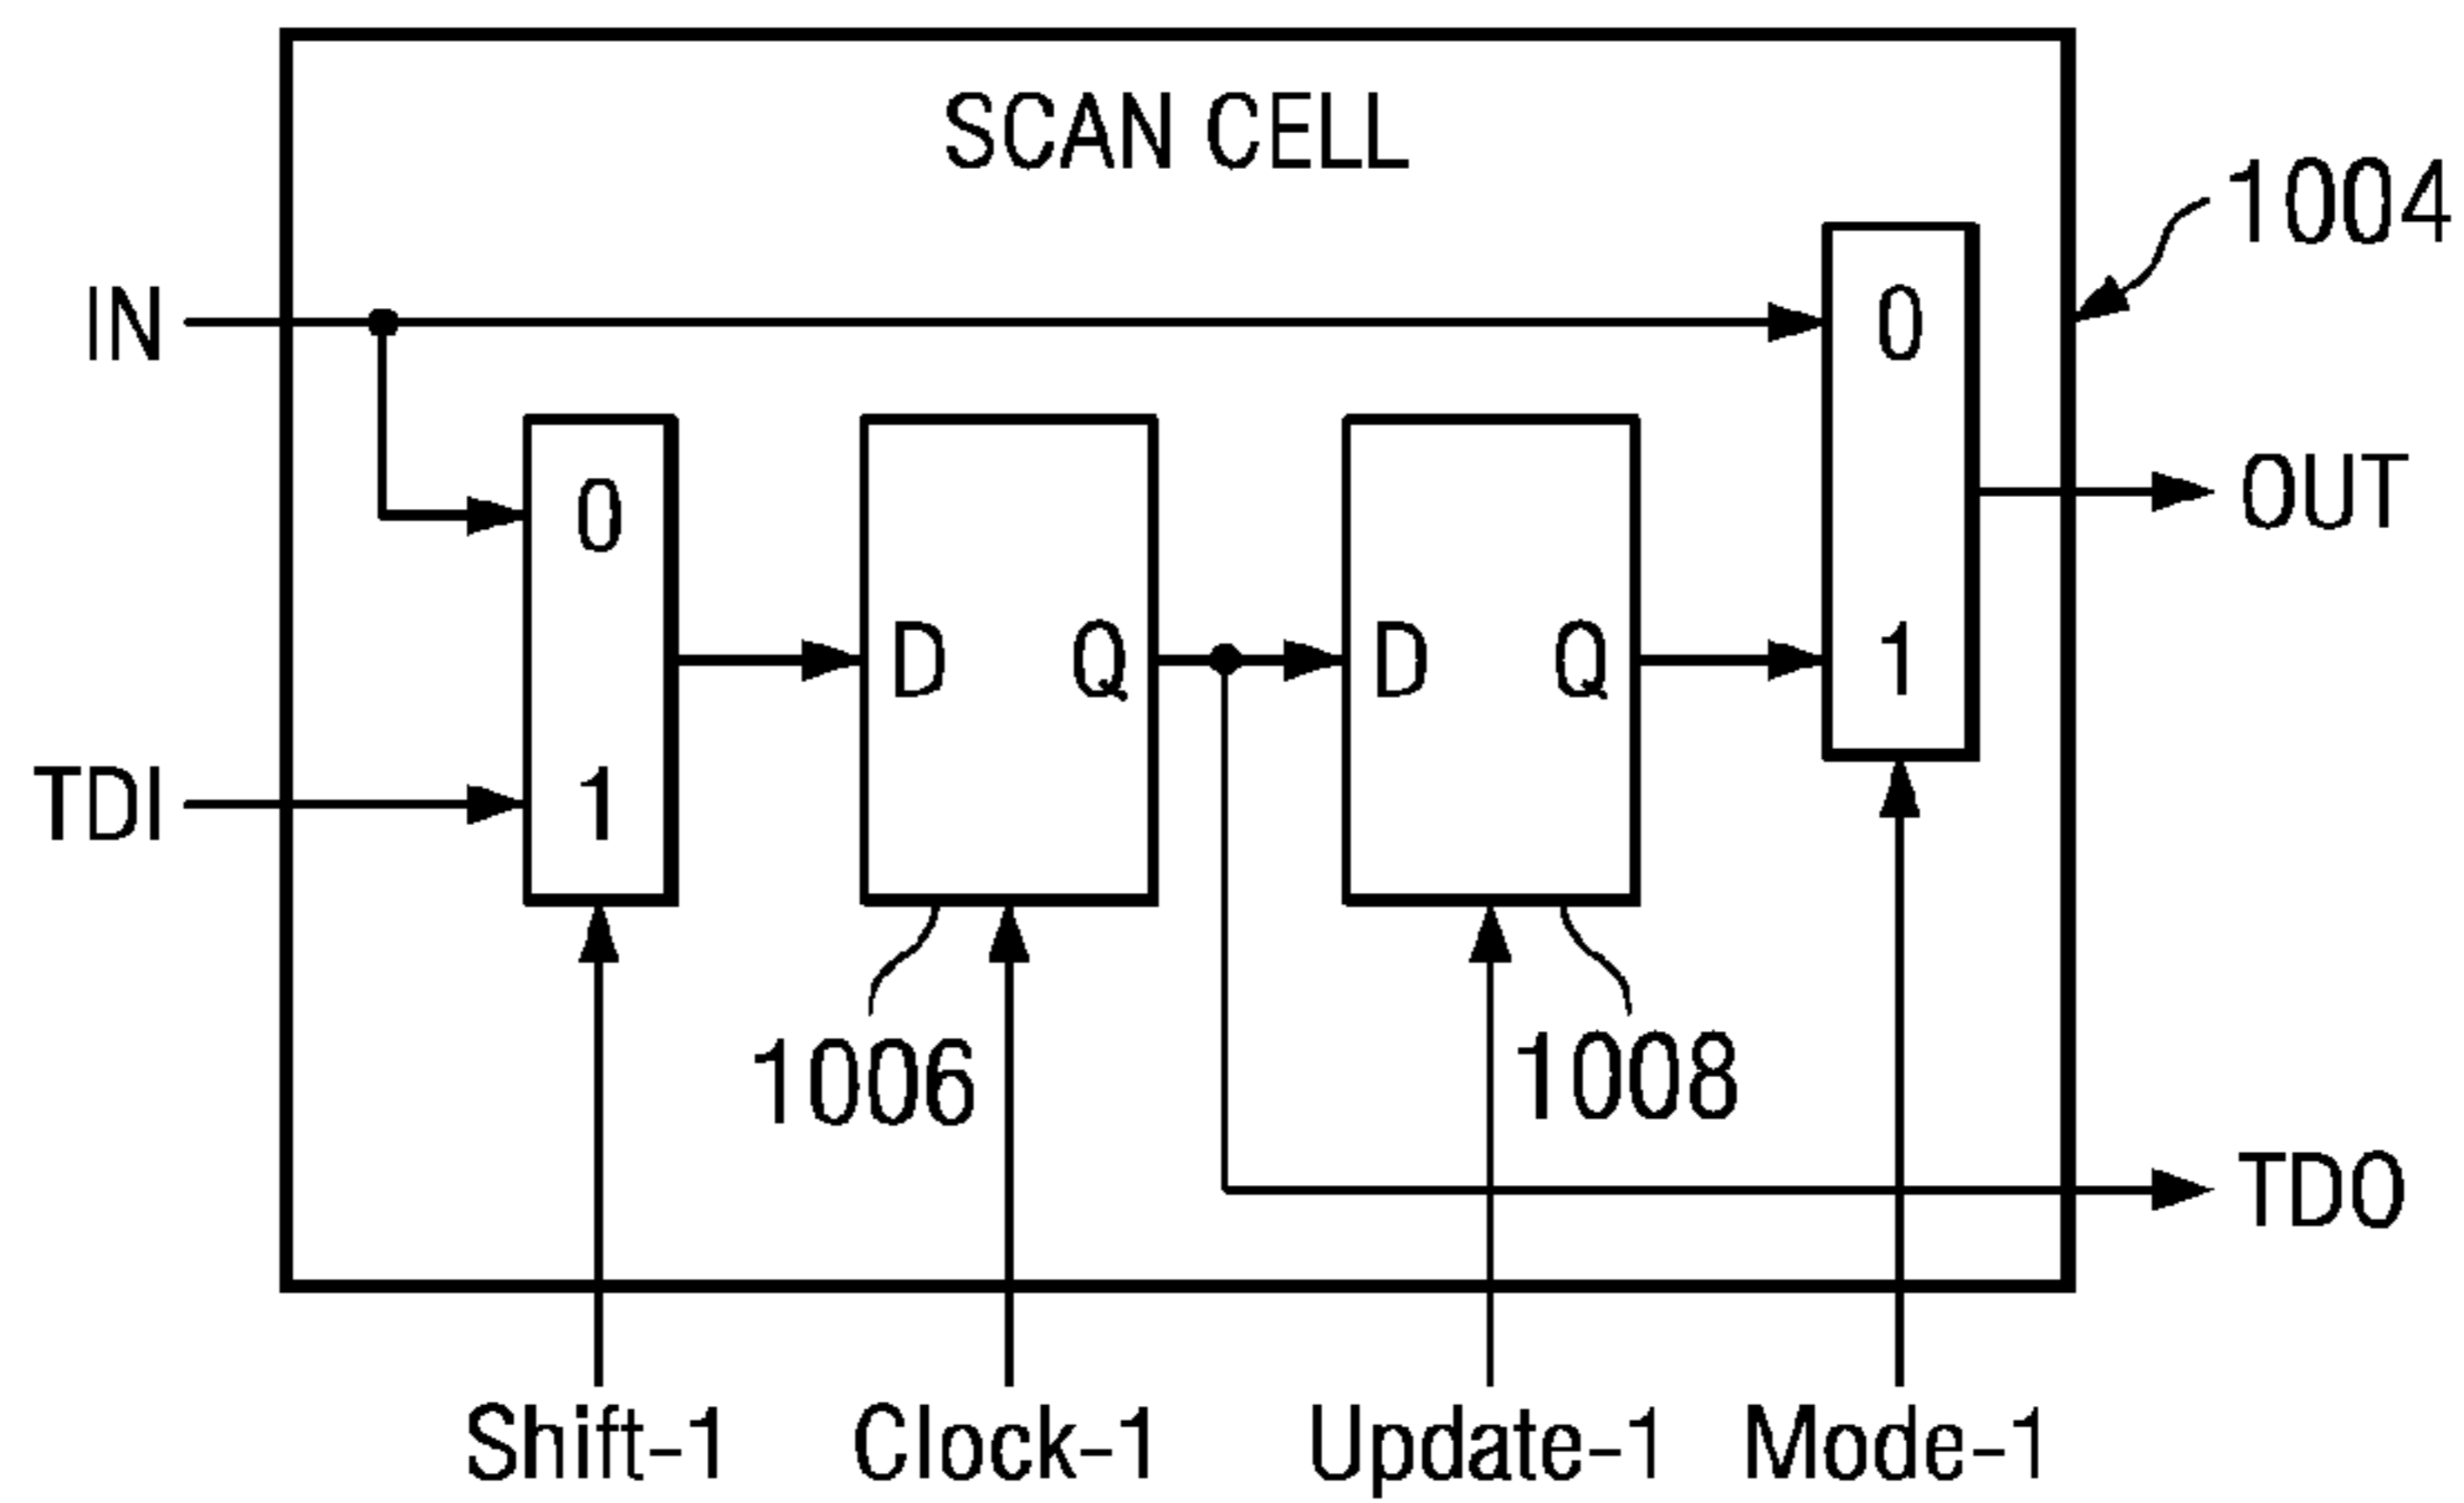 SCAN CELL
1004
IN
0
0
OUT
D Q
D Q
1
TDI
1
1006
1008
TDO
Shift-1 Clock-1 Update-1 Mode-1